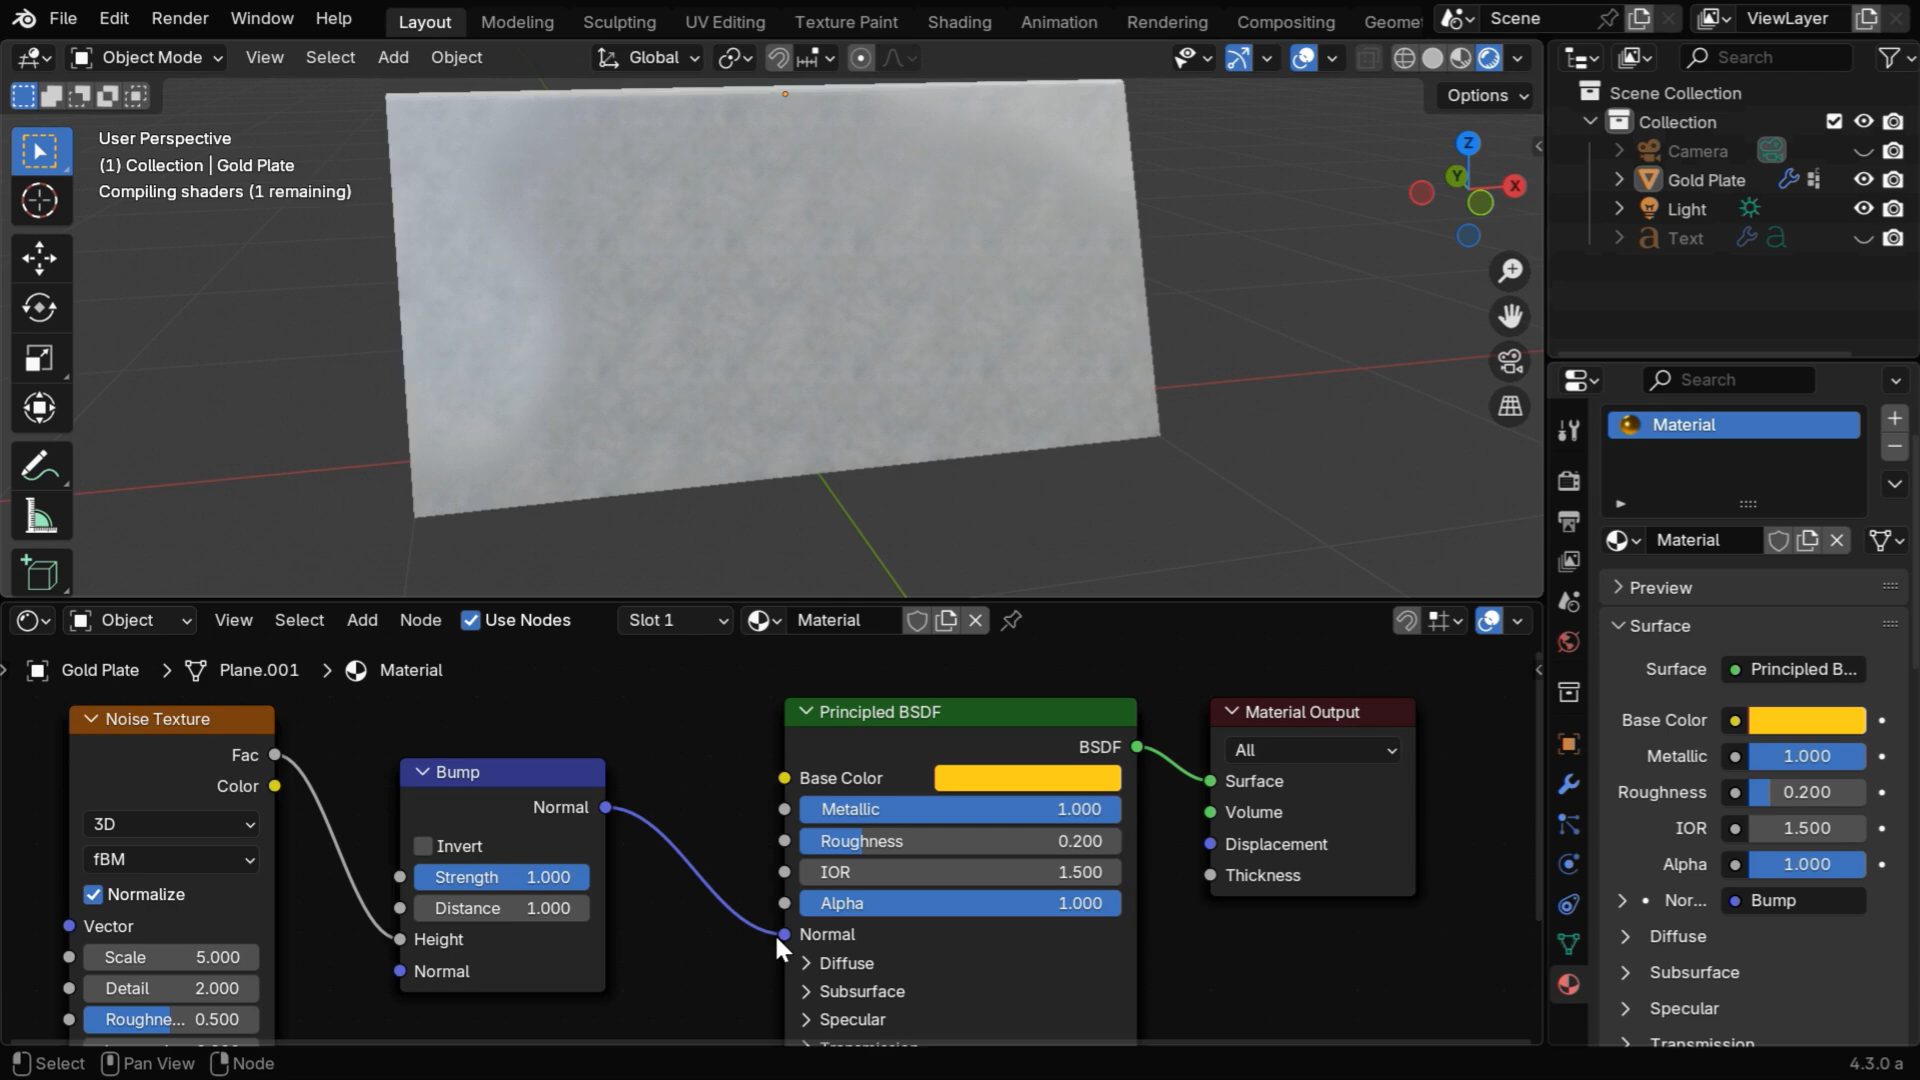 File Edit Render Window Help Layout Modeling Sculpting UV Editing Texture Paint Shading Animation Rendering Compositing Geomet Scene ViewLayer
Object Mode View Select Add Object Global Search
Options
User Perspective
(1) Collection | Gold Plate
Compiling shaders (1 remaining)
Z
Y
X
Scene Collection
Collection
Camera
Gold Plate
Light
Text
Search
Material
Material
Preview
Surface
Surface Principled B...
Base Color
Metallic 1.000
Roughness 0.200
IOR 1.500
Alpha 1.000
Nor... Bump
Diffuse
Subsurface
Specular
Transmission
Object View Select Add Node Use Nodes Slot 1 Material
Gold Plate Plane.001 Material
Noise Texture
Fac
Color
3D
fBM
Normalize
Vector
Scale 5.000
Detail 2.000
Roughne... 0.500
Bump
Normal
Invert
Strength 1.000
Distance 1.000
Height
Normal
Principled BSDF
BSDF
Base Color
Metallic 1.000
Roughness 0.200
IOR 1.500
Alpha 1.000
Normal
Diffuse
Subsurface
Specular
Transmission
Material Output
All
Surface
Volume
Displacement
Thickness
Select Pan View Node 4.3.0 a